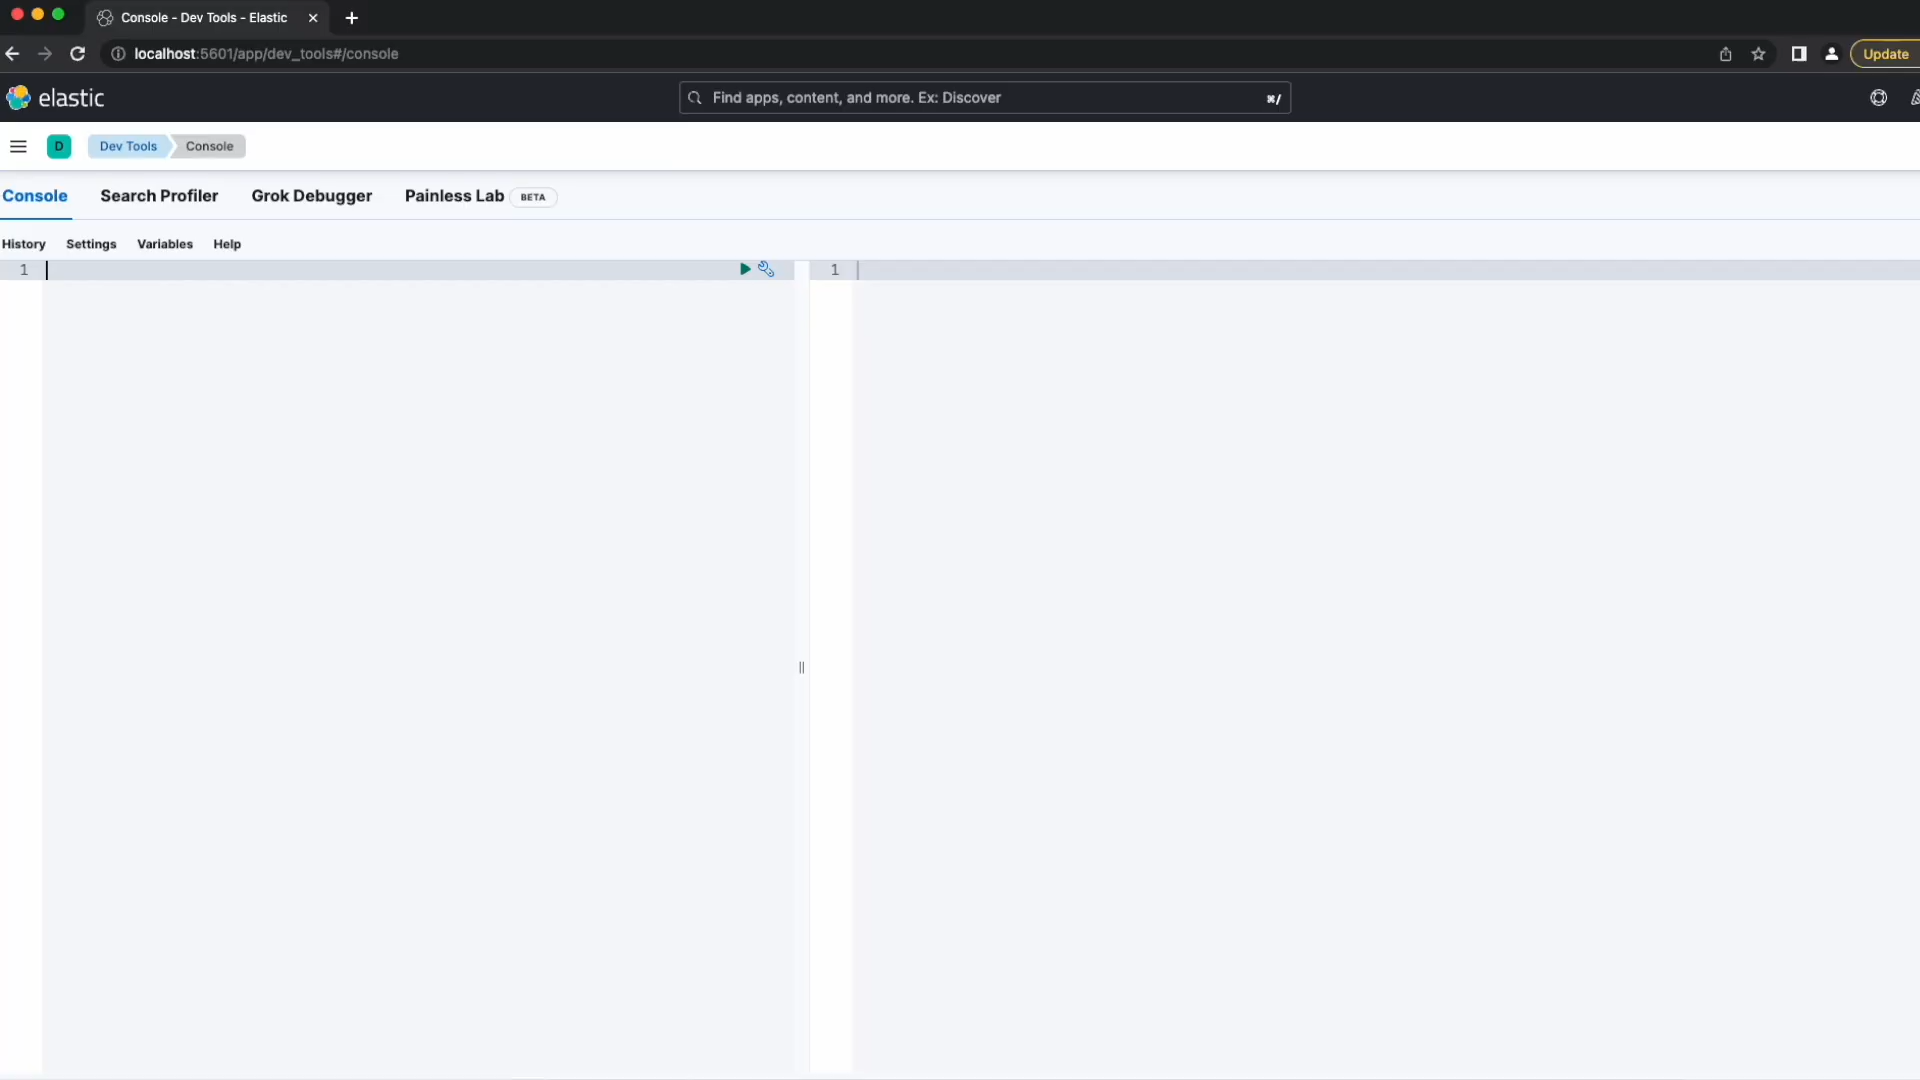 Console - Dev Tools - Elastic
localhost:5601/app/dev_tools#/console
Update
elastic
Find apps, content, and more. Ex: Discover
⌘/
D
Dev Tools
Console
Console
Search Profiler
Grok Debugger
Painless Lab
BETA
History
Settings
Variables
Help
1
1